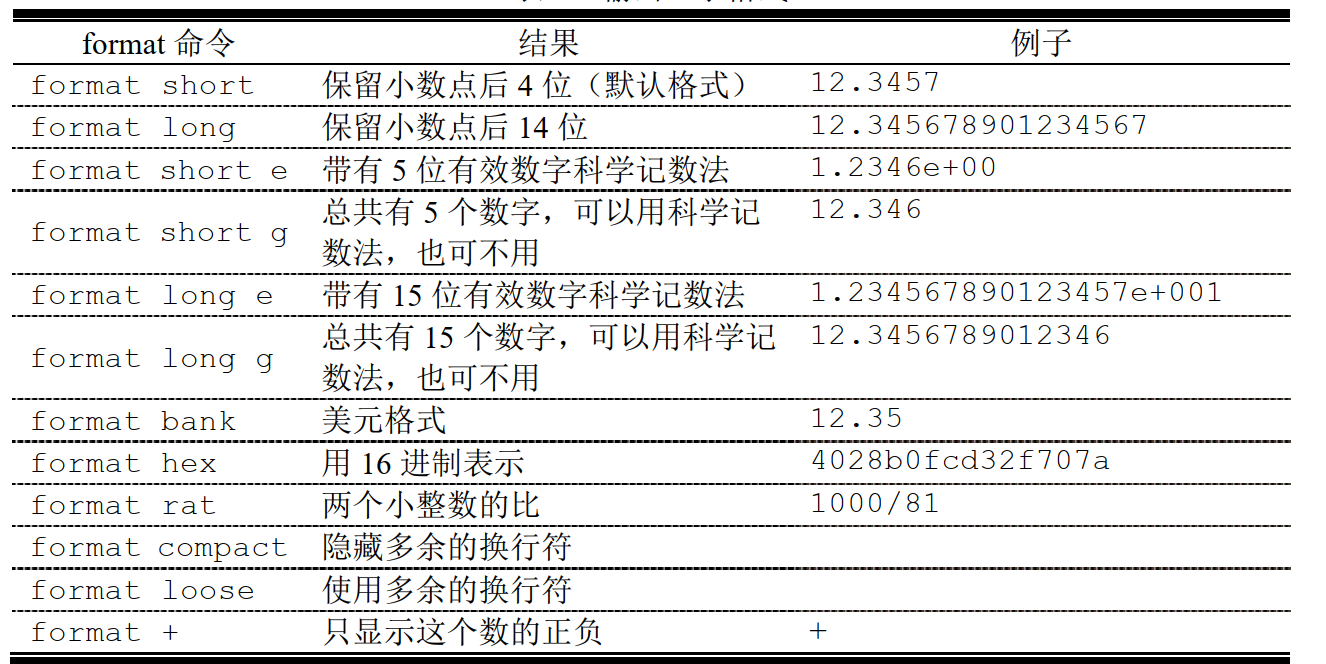 format 命令 结果 例子
format short 保留小数点后 4 位（默认格式） 12.3457
format long 保留小数点后 14 位 12.345678901234567
format short e 带有 5 位有效数字科学记数法 1.2346e+00
format short g 总共有 5 个数字，可以用科学记 12.346
数法，也可不用
format long e 带有 15 位有效数字科学记数法 1.234567890123457e+001
format long g 总共有 15 个数字，可以用科学记 12.3456789012346
数法，也可不用
format bank 美元格式 12.35
format hex 用 16 进制表示 4028b0fcd32f707a
format rat 两个小整数的比 1000/81
format compact 隐藏多余的换行符
format loose 使用多余的换行符
format + 只显示这个数的正负 +